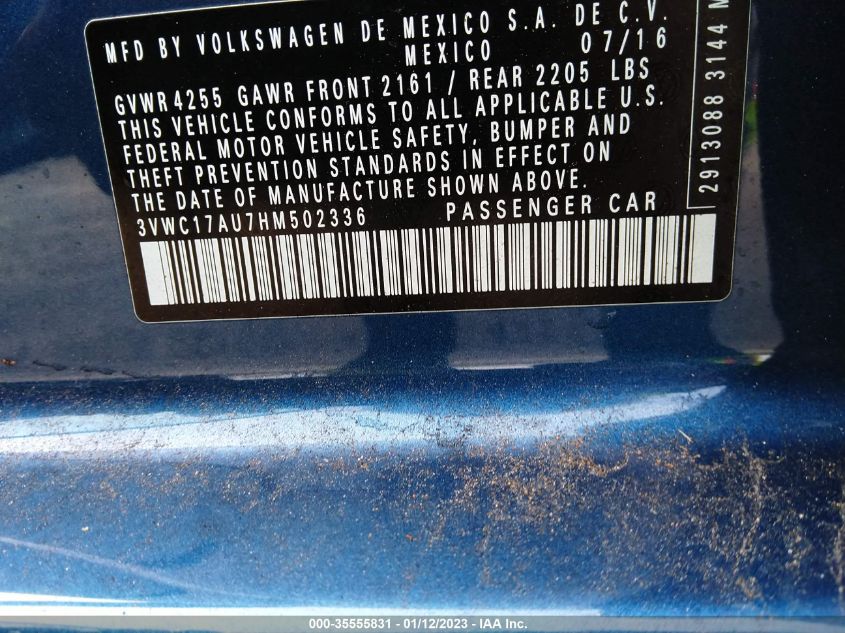 MFD BY VOLKSWAGEN DE MEXICO S.A. DE C.V.
MEXICO 07/16
GVWR 4255 GAWR FRONT 2161 / REAR 2205 LBS
THIS VEHICLE CONFORMS TO ALL APPLICABLE U.S.
FEDERAL MOTOR VEHICLE SAFETY, BUMPER AND
THEFT PREVENTION STANDARDS IN EFFECT ON
THE DATE OF MANUFACTURE SHOWN ABOVE.
3VWC17AU7HM502336 PASSENGER CAR
2913088 3144 M
000-35555831 - 01/12/2023 - IAA Inc.